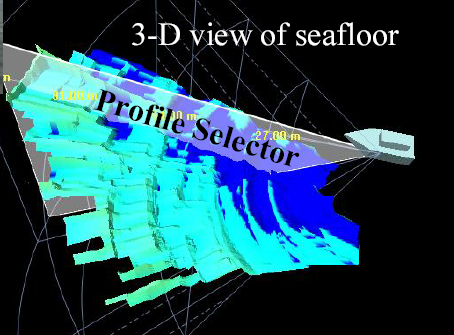 3-D view of seafloor
m
31.00 m
Profile Selector
27.00 m